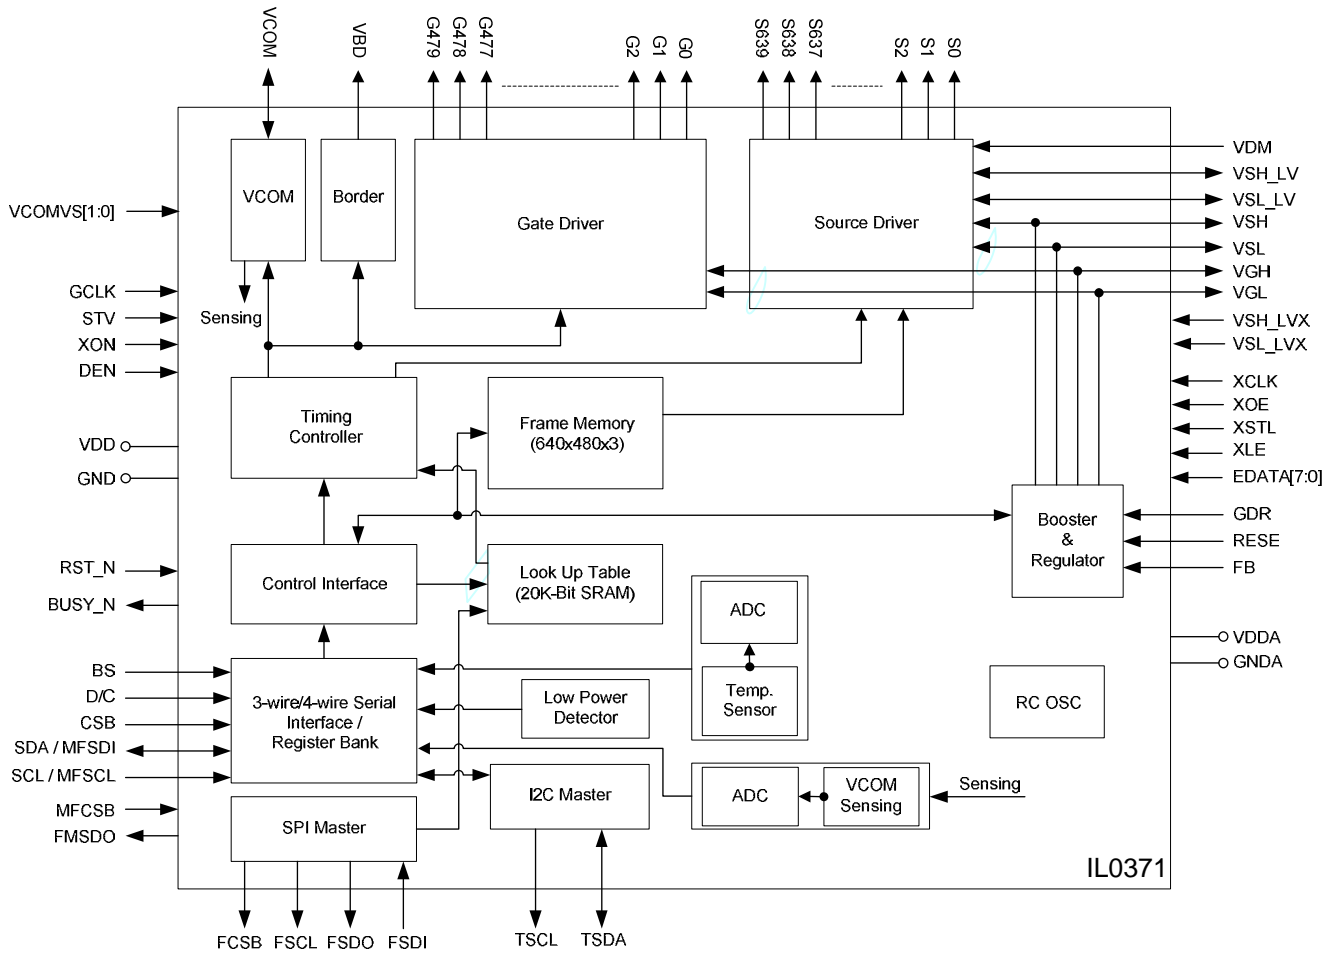 VCOM
VBD
G479
G478
G477
G2
G1
G0
S639
S638
S637
S2
S1
S0
VCOM
Border
Gate Driver
Source Driver
VDM
VSH_LV
VSL_LV
VSH
VSL
VGH
VGL
VSH_LVX
VSL_LVX
XCLK
XOE
XSTL
XLE
EDATA[7:0]
GDR
RESE
FB
VDDA
GNDA
VCOMVS[1:0]
GCLK
STV
XON
DEN
VDD
GND
RST_N
BUSY_N
BS
D/C
CSB
SDA / MFSDI
SCL / MFSCL
MFCSB
FMSDO
Sensing
Timing
Controller
Frame Memory
(640x480x3)
Booster
&
Regulator
Control Interface
Look Up Table
(20K-Bit SRAM)
ADC
Temp.
Sensor
3-wire/4-wire Serial
Interface /
Register Bank
Low Power
Detector
RC OSC
I2C Master
ADC
VCOM
Sensing
Sensing
SPI Master
IL0371
FCSB
FSCL
FSDO
FSDI
TSCL
TSDA